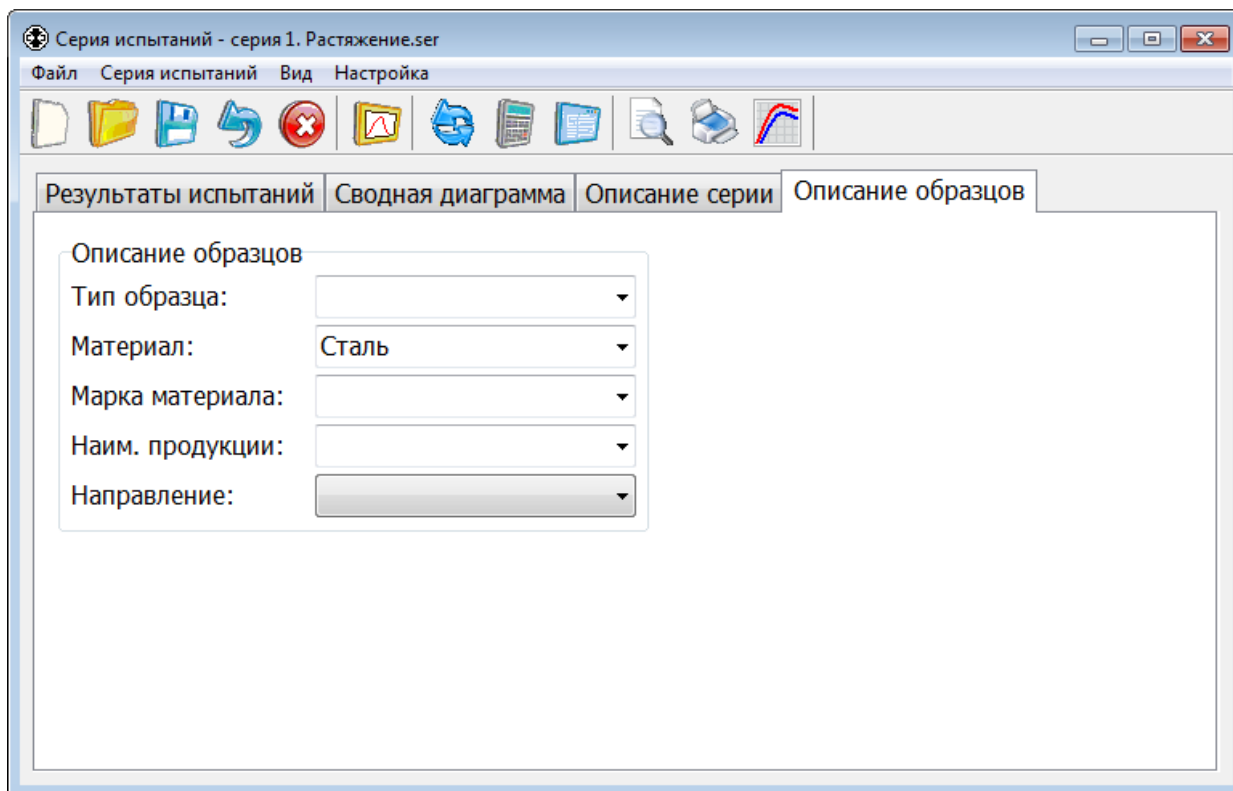 Серия испытаний - серия 1. Растяжение.ser
Файл Серия испытаний Вид Настройка
Результаты испытаний Сводная диаграмма Описание серии Описание образцов
Описание образцов
Тип образца:
Материал: Сталь
Марка материала:
Наим. продукции:
Направление: